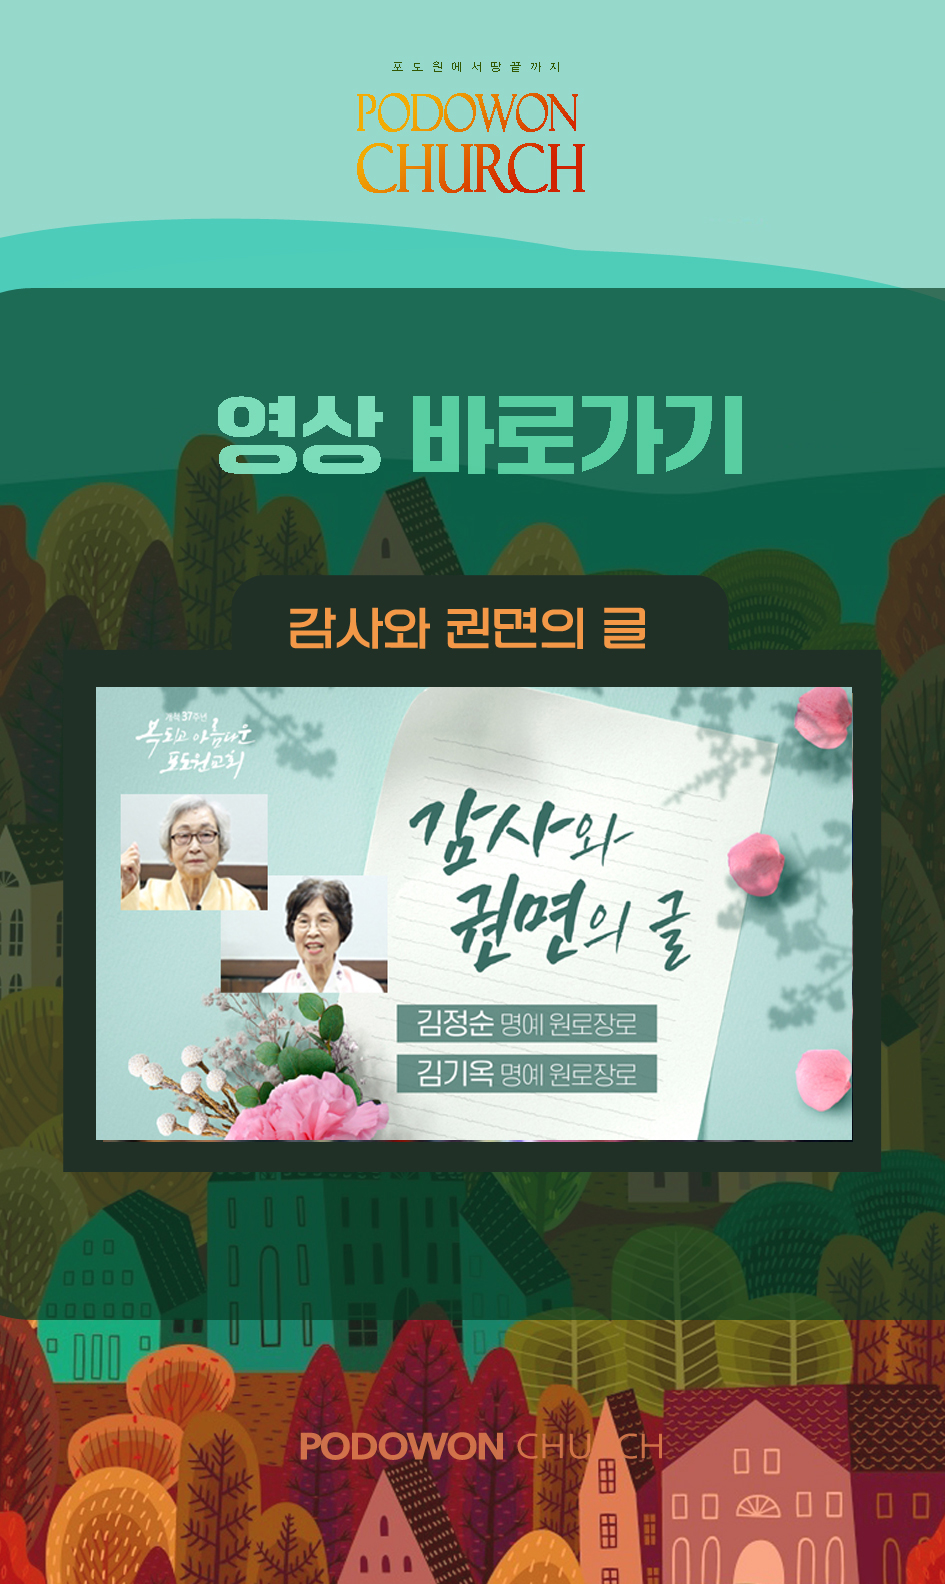 포도원에서땅끝까지
PODOWON
CHURCH
영상 바로가기
감사와 권면의 글
개척 37주년
복되고 아름다운
포도원교회
감사와
권면의 글
김정순 명예 원로장로
김기옥 명예 원로장로
PODOWON CHURCH